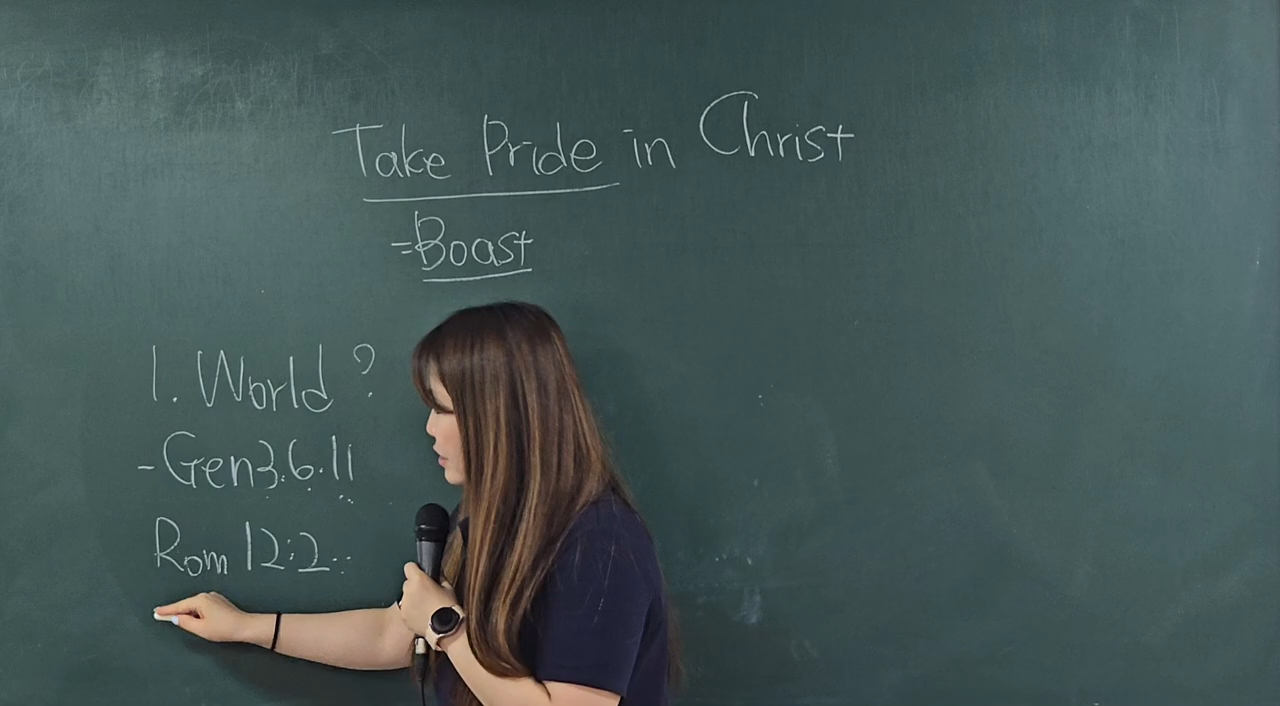 Take Pride in Christ
=Boast
1. World?
-Gen3.6.11
Rom 12:2